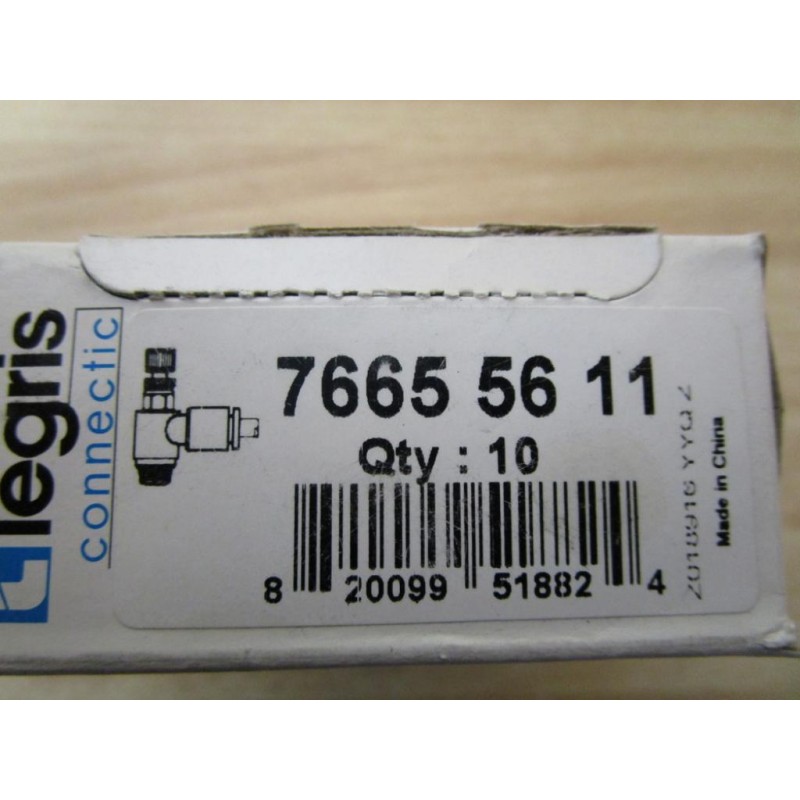 legris
connectic
7665 56 11
Qty : 10
8 20099 51882 4
Made in China